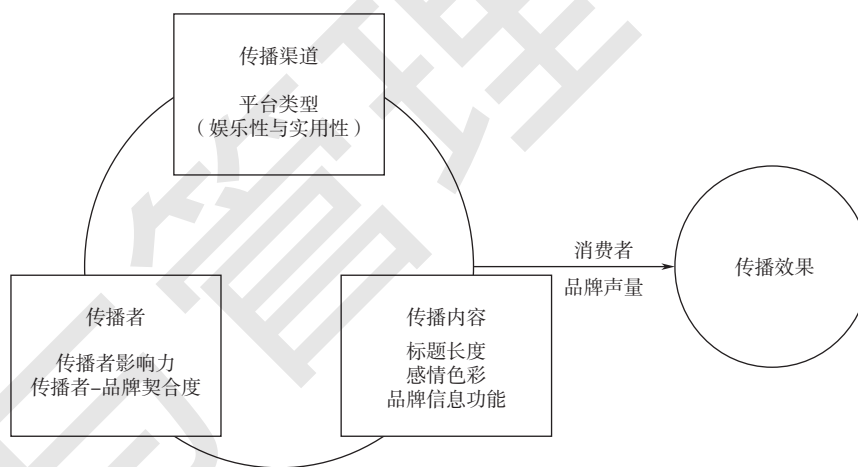 传播渠道
平台类型
（娱乐性与实用性）
传播者
传播者影响力
传播者-品牌契合度
传播内容
标题长度
感情色彩
品牌信息功能
消费者
品牌声量
传播效果
与管理